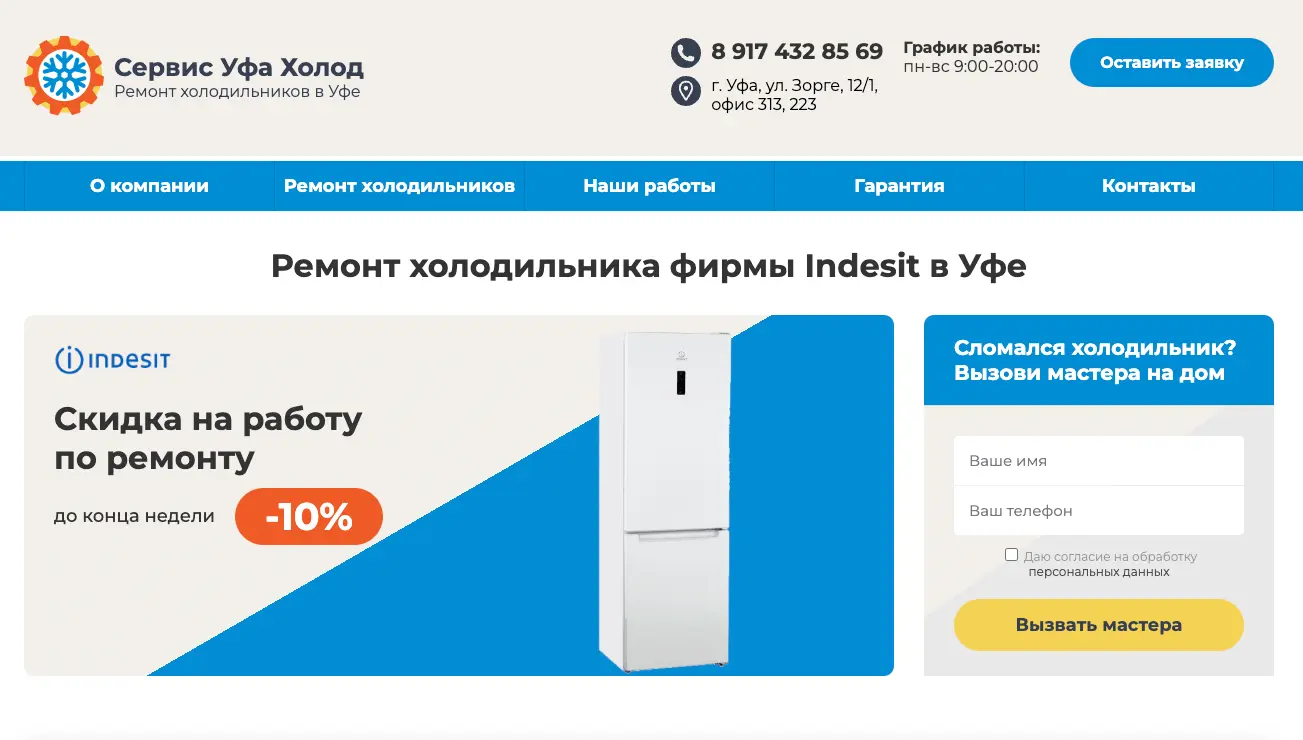 Сервис Уфа Холод
Ремонт холодильников в Уфе
8 917 432 85 69
г. Уфа, ул. Зорге, 12/1,
офис 313, 223
График работы:
пн-вс 9:00-20:00
Оставить заявку
О компании
Ремонт холодильников
Наши работы
Гарантия
Контакты
Ремонт холодильника фирмы Indesit в Уфе
indesit
Скидка на работу
по ремонту
до конца недели
-10%
Сломался холодильник?
Вызови мастера на дом
Ваше имя
Ваш телефон
Даю согласие на обработку
персональных данных
Вызвать мастера